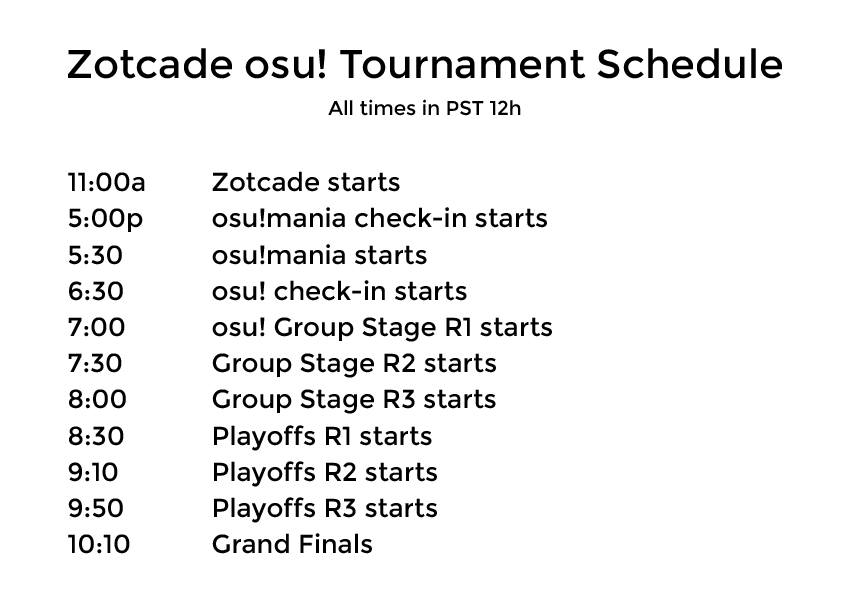 Zotcade osu! Tournament Schedule
All times in PST 12h
11:00a Zotcade starts
5:00p osu!mania check-in starts
5:30 osu!mania starts
6:30 osu! check-in starts
7:00 osu! Group Stage R1 starts
7:30 Group Stage R2 starts
8:00 Group Stage R3 starts
8:30 Playoffs R1 starts
9:10 Playoffs R2 starts
9:50 Playoffs R3 starts
10:10 Grand Finals